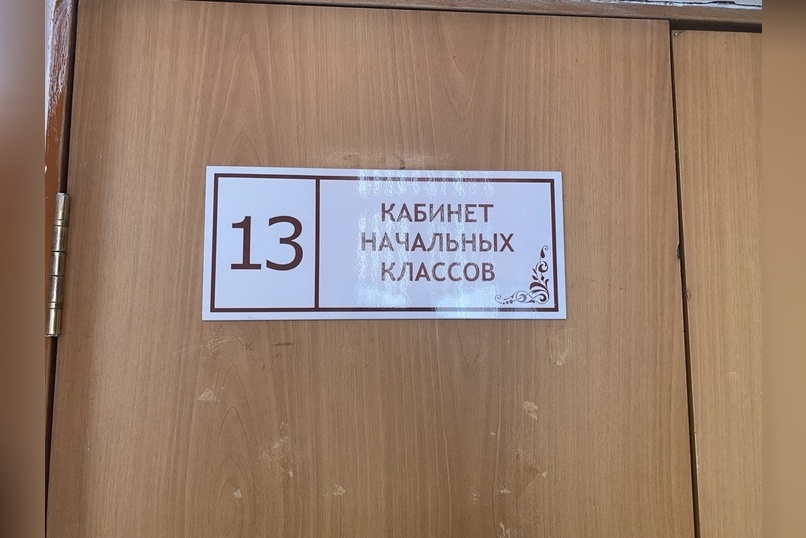 13
КАБИНЕТ
НАЧАЛЬНЫХ
КЛАССОВ